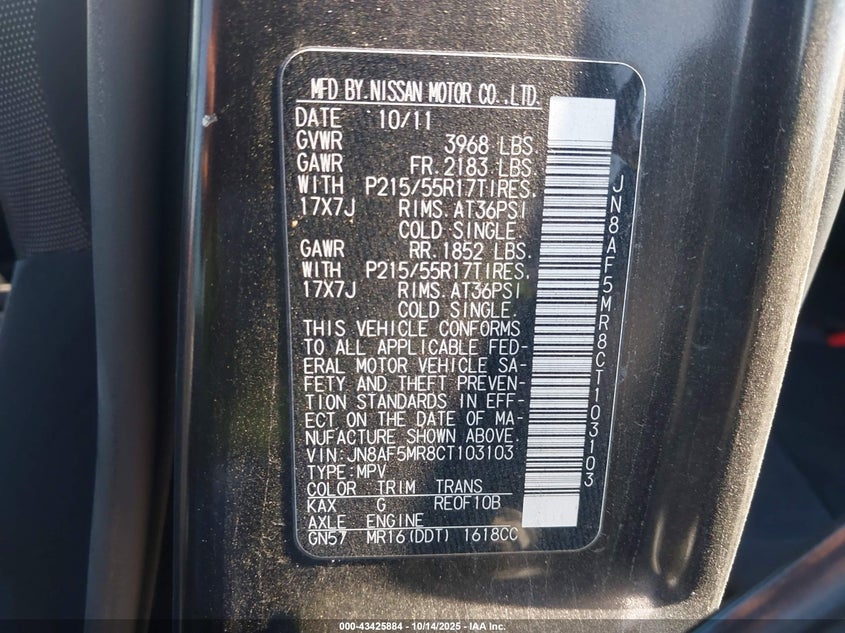 MFD BY.NISSAN MOTOR CO.,LTD.
DATE 10/11
GVWR 3968 LBS.
GAWR FR.2183 LBS.
WITH P215/55R17TIRES,
17X7J RIMS.AT36PSI
COLD SINGLE.
GAWR RR.1852 LBS.
WITH P215/55R17TIRES,
17X7J RIMS.AT36PSI
COLD SINGLE.
THIS VEHICLE CONFORMS
TO ALL APPLICABLE FED-
ERAL MOTOR VEHICLE SA-
FETY AND THEFT PREVEN-
TION STANDARDS IN EFF-
ECT ON THE DATE OF MA-
NUFACTURE SHOWN ABOVE.
VIN:JN8AF5MR8CT103103
TYPE:MPV
COLOR TRIM TRANS
KAX G RE0F10B
AXLE ENGINE
GN57 MR16(DDT) 1618CC
JN8AF5MR8CT103103
000-43425884 | 10/14/2025 - IAA Inc.